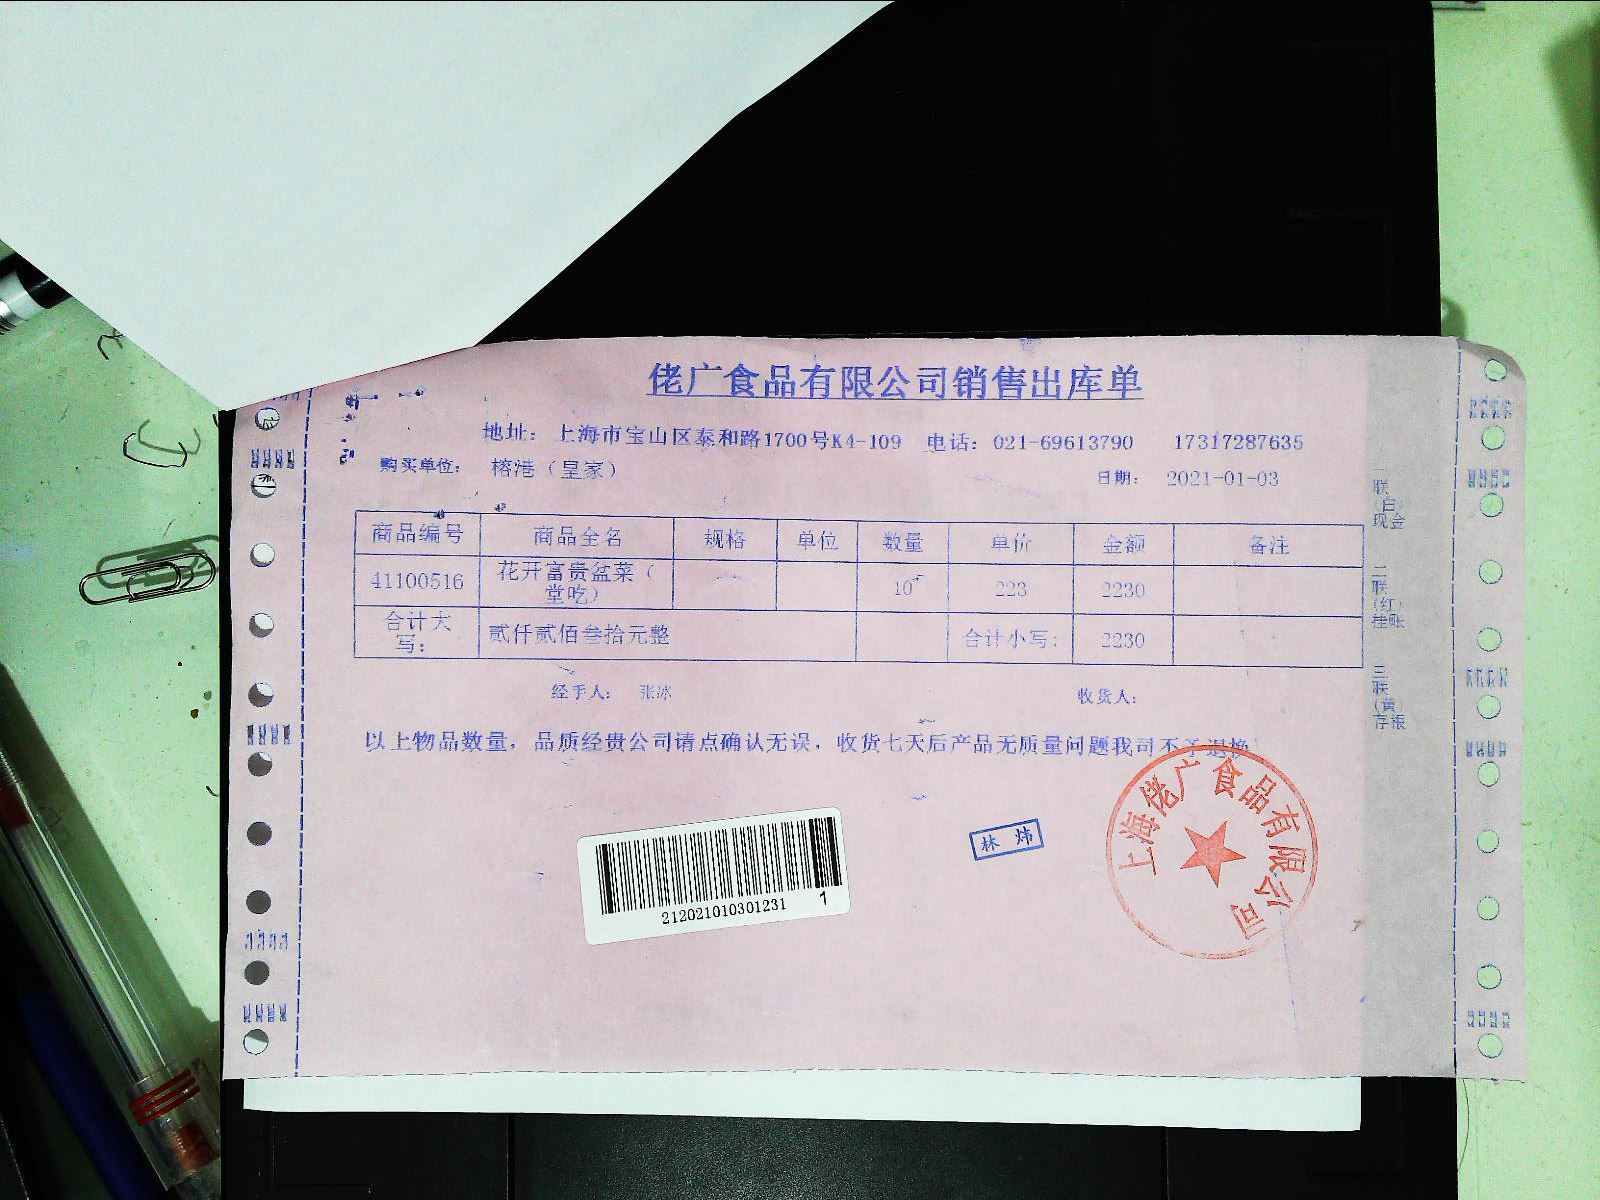 佬广食品有限公司销售出库单
地址: 上海市宝山区泰和路1700号K4-109 电话: 021-69613790 17317287635
购买单位: 榕港（皇家） 日期: 2021-01-03
商品编号 商品全名 规格 单位 数量 单价 金额 备注
41100516 花开富贵盆菜（堂吃） 10 223 2230
合计大写: 贰仟贰佰叁拾元整 合计小写: 2230
经手人: 张冰 收货人:
以上物品数量，品质经贵公司请点确认无误，收货七天后产品无质量问题我司不予退换
一联（白）现金
二联（红）挂账
三联（黄）存根
林 炜
上海佬广食品有限公司
212021010301231 1